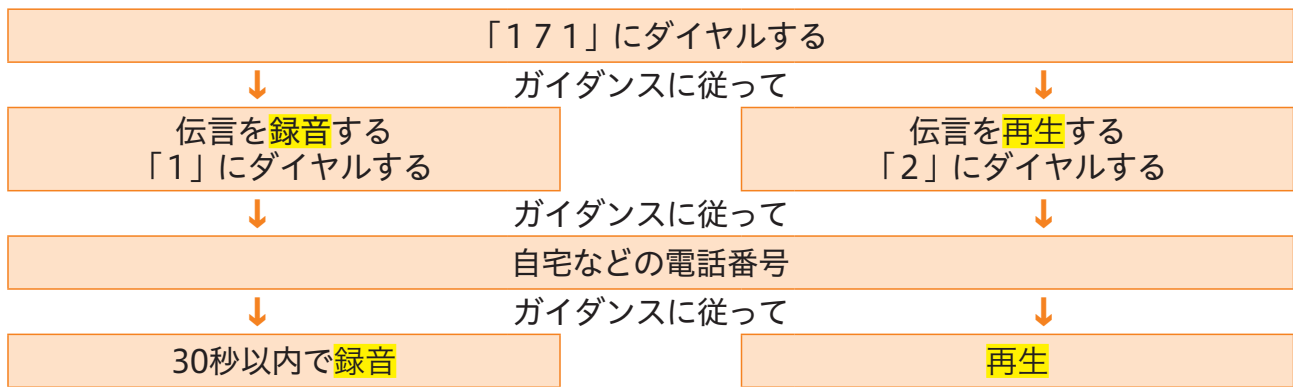 「１７１」にダイヤルする
↓ ガイダンスに従って ↓
伝言を録音する
「１」にダイヤルする
伝言を再生する
「２」にダイヤルする
↓ ガイダンスに従って ↓
自宅などの電話番号
↓ ガイダンスに従って ↓
30秒以内で録音
再生